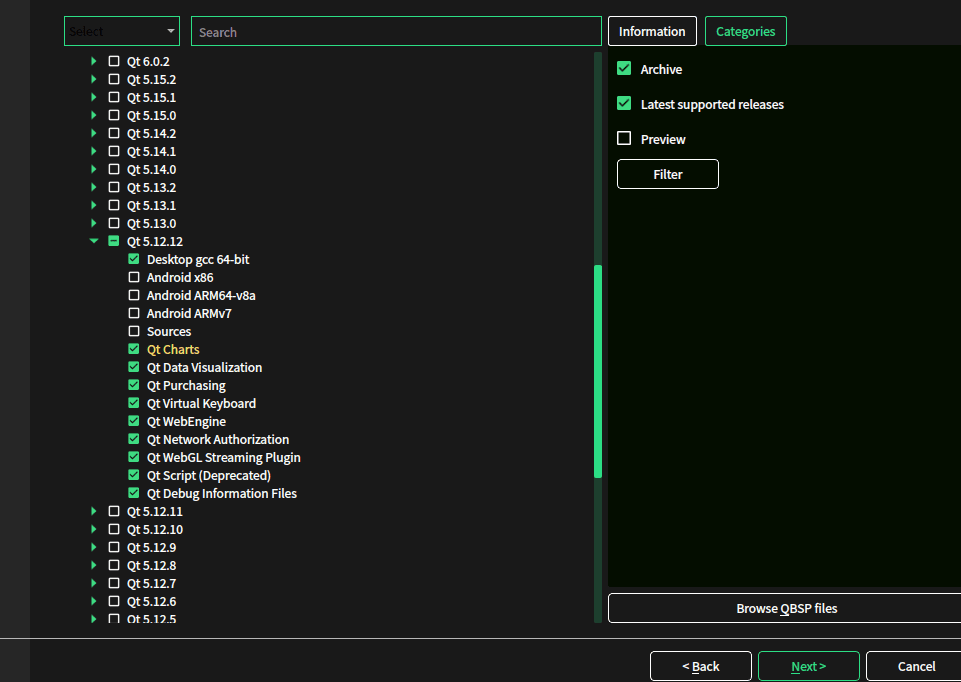 Select
Search
Information
Categories
Qt 6.0.2
Qt 5.15.2
Qt 5.15.1
Qt 5.15.0
Qt 5.14.2
Qt 5.14.1
Qt 5.14.0
Qt 5.13.2
Qt 5.13.1
Qt 5.13.0
Qt 5.12.12
Desktop gcc 64-bit
Android x86
Android ARM64-v8a
Android ARMv7
Sources
Qt Charts
Qt Data Visualization
Qt Purchasing
Qt Virtual Keyboard
Qt WebEngine
Qt Network Authorization
Qt WebGL Streaming Plugin
Qt Script (Deprecated)
Qt Debug Information Files
Qt 5.12.11
Qt 5.12.10
Qt 5.12.9
Qt 5.12.8
Qt 5.12.7
Qt 5.12.6
Qt 5.12.5
Archive
Latest supported releases
Preview
Filter
Browse QBSP files
< Back
Next >
Cancel